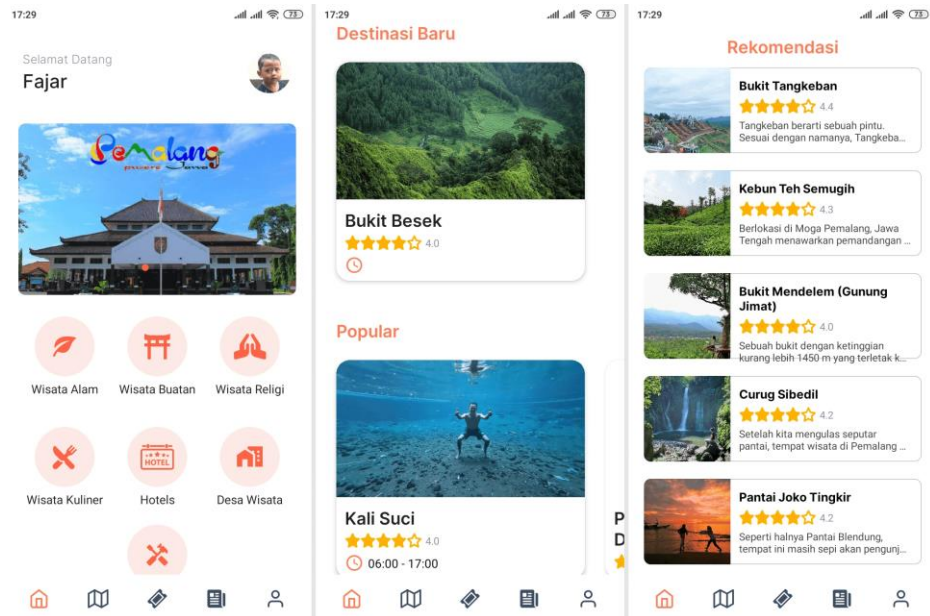 17:29
73
Selamat Datang
Fajar
Pemalang
Wisata Alam
Wisata Buatan
Wisata Religi
HOTEL
Wisata Kuliner
Hotels
Desa Wisata
17:29
73
Destinasi Baru
Bukit Besek
4.0
Popular
Kali Suci
4.0
06:00 - 17:00
P
D
17:29
73
Rekomendasi
Bukit Tangkeban
4.4
Tangkeban berarti sebuah pintu.
Sesuai dengan namanya, Tangkeba...
Kebun Teh Semugih
4.3
Berlokasi di Moga Pemalang, Jawa
Tengah menawarkan pemandangan ...
Bukit Mendelem (Gunung
Jimat)
4.0
Sebuah bukit dengan ketinggian
kurang lebih 1450 m yang terletak k...
Curug Sibedil
4.2
Setelah kita mengulas seputar
pantai, tempat wisata di Pemalang ...
Pantai Joko Tingkir
4.2
Seperti halnya Pantai Blendung,
tempat ini masih sepi akan pengunj...